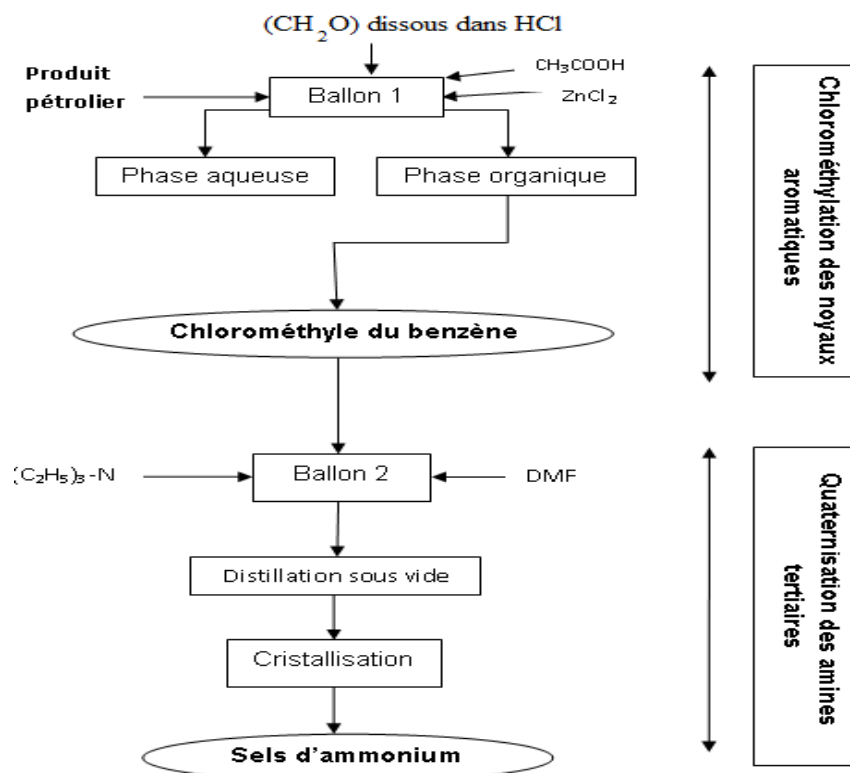 (CH₂O) dissous dans HCl
Produit
pétrolier
CH₃COOH
Ballon 1
ZnCl₂
Phase aqueuse
Phase organique
Chlorométhylation des noyaux
aromatiques
Chlorométhyle du benzène
(C₂H₅)₃-N
Ballon 2
DMF
Distillation sous vide
Cristallisation
Sels d'ammonium
Quaternisation des amines
tertiaires